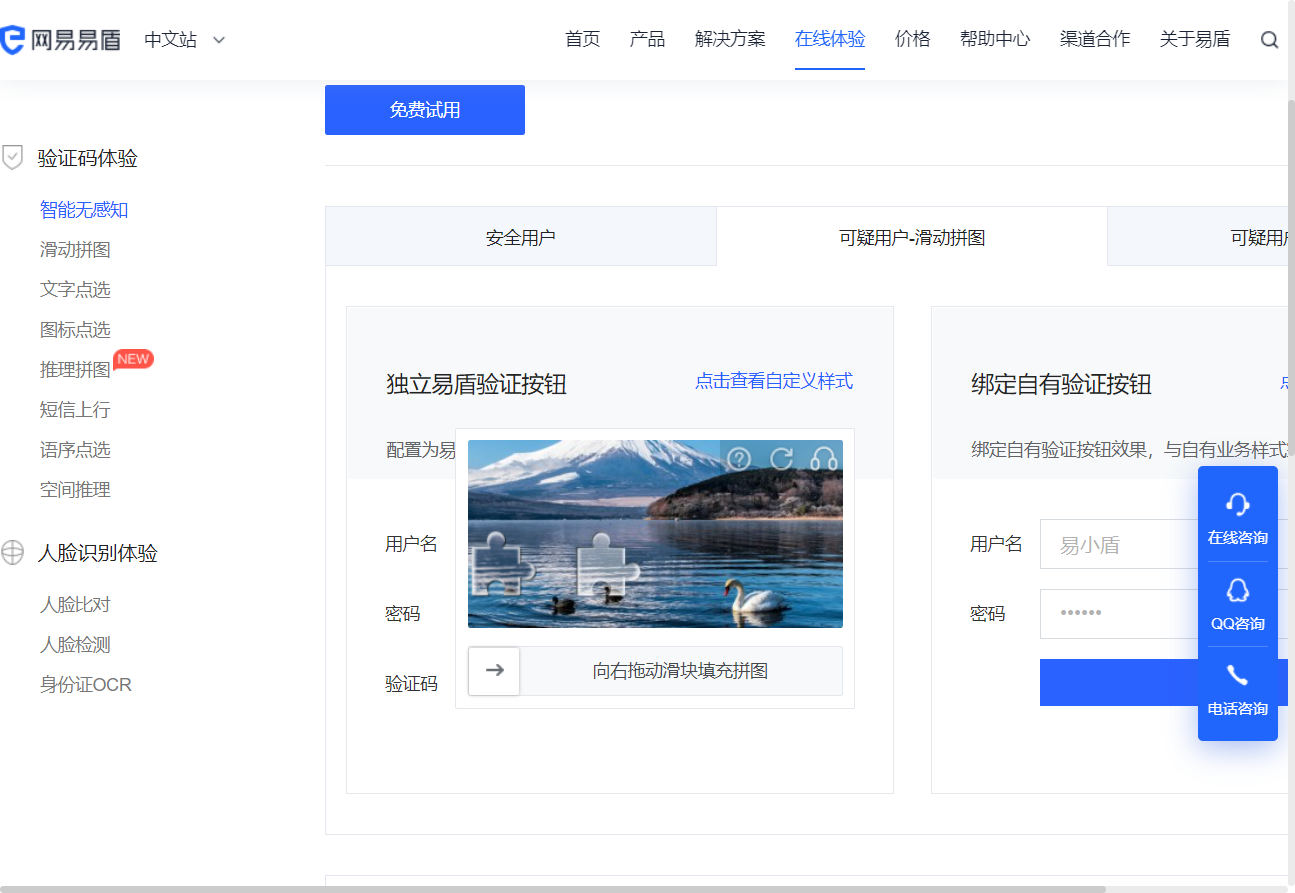 网易易盾
中文站
首页
产品
解决方案
在线体验
价格
帮助中心
渠道合作
关于易盾
免费试用
验证码体验
智能无感知
滑动拼图
文字点选
图标点选
推理拼图
NEW
短信上行
语序点选
空间推理
人脸识别体验
人脸比对
人脸检测
身份证OCR
安全用户
可疑用户-滑动拼图
可疑用户
独立易盾验证按钮
点击查看自定义样式
配置为易
用户名
密码
验证码
向右拖动滑块填充拼图
绑定自有验证按钮
点
绑定自有验证按钮效果，与自有业务样式
用户名
易小盾
密码
••••••
在线咨询
QQ咨询
电话咨询